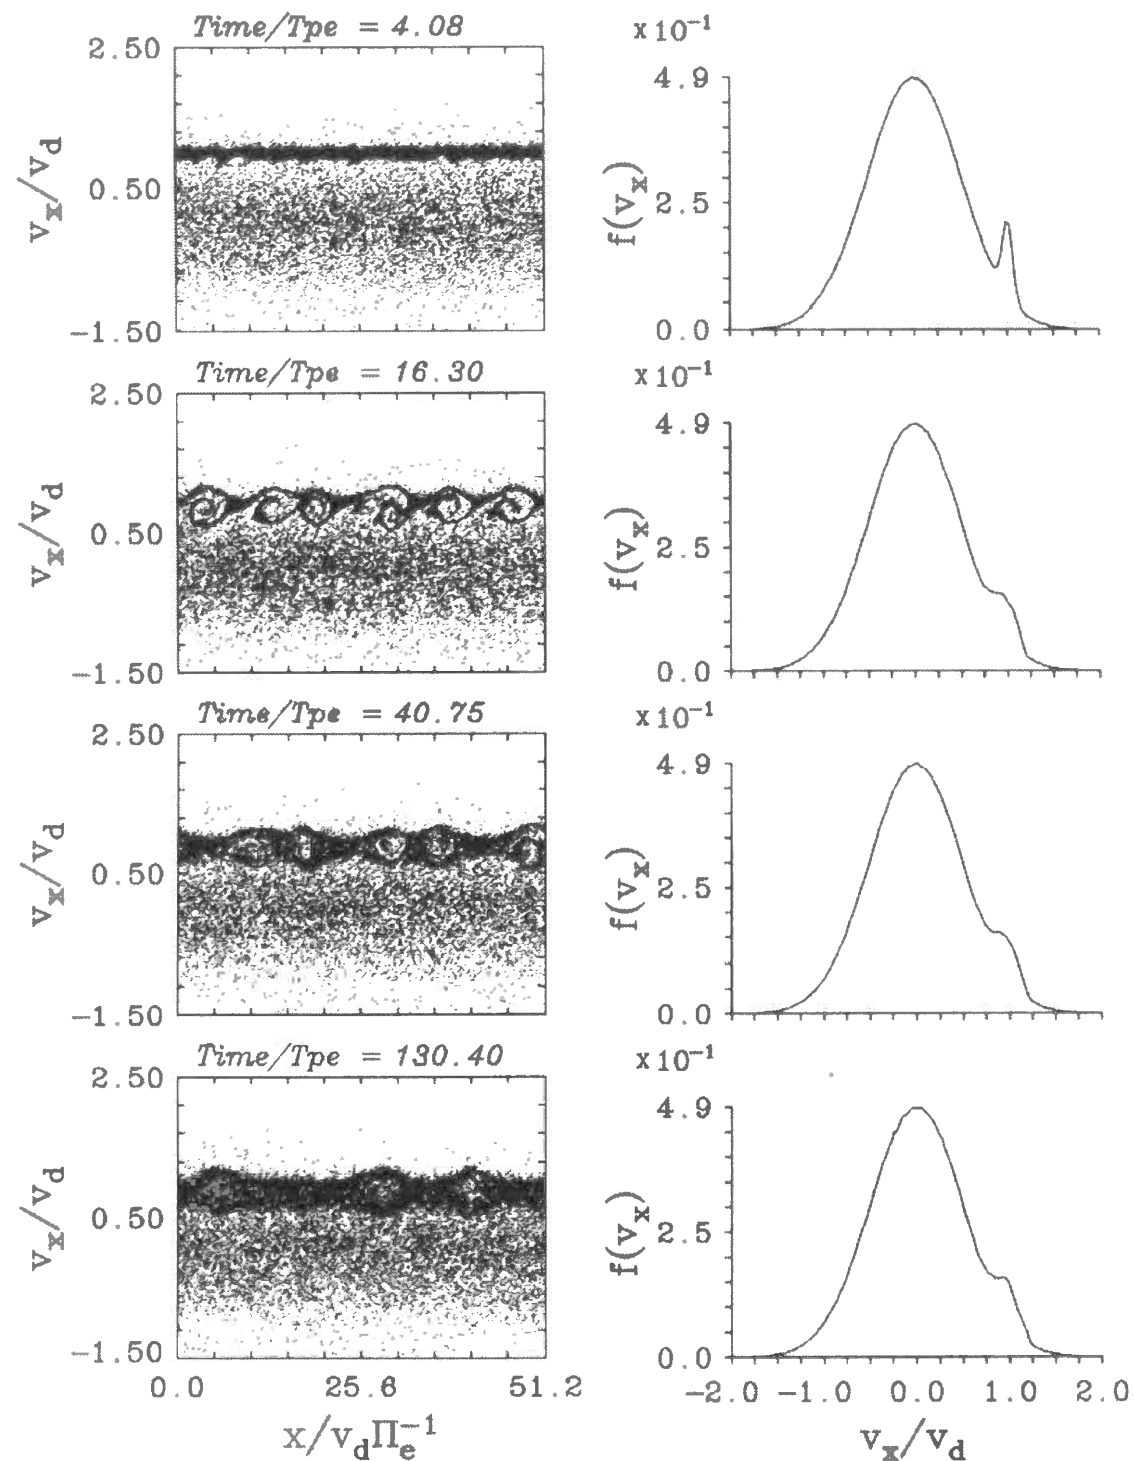 Time/Tpe = 4.08
x 10⁻¹
2.50
0.50
-1.50
v_x/v_d
4.9
2.5
0.0
f(v_x)
Time/Tpe = 16.30
x 10⁻¹
2.50
0.50
-1.50
v_x/v_d
4.9
2.5
0.0
f(v_x)
Time/Tpe = 40.75
x 10⁻¹
2.50
0.50
-1.50
v_x/v_d
4.9
2.5
0.0
f(v_x)
Time/Tpe = 130.40
x 10⁻¹
2.50
0.50
-1.50
v_x/v_d
4.9
2.5
0.0
f(v_x)
0.0 25.6 51.2
x/v_dΠ_e⁻¹
-2.0 -1.0 0.0 1.0 2.0
v_x/v_d